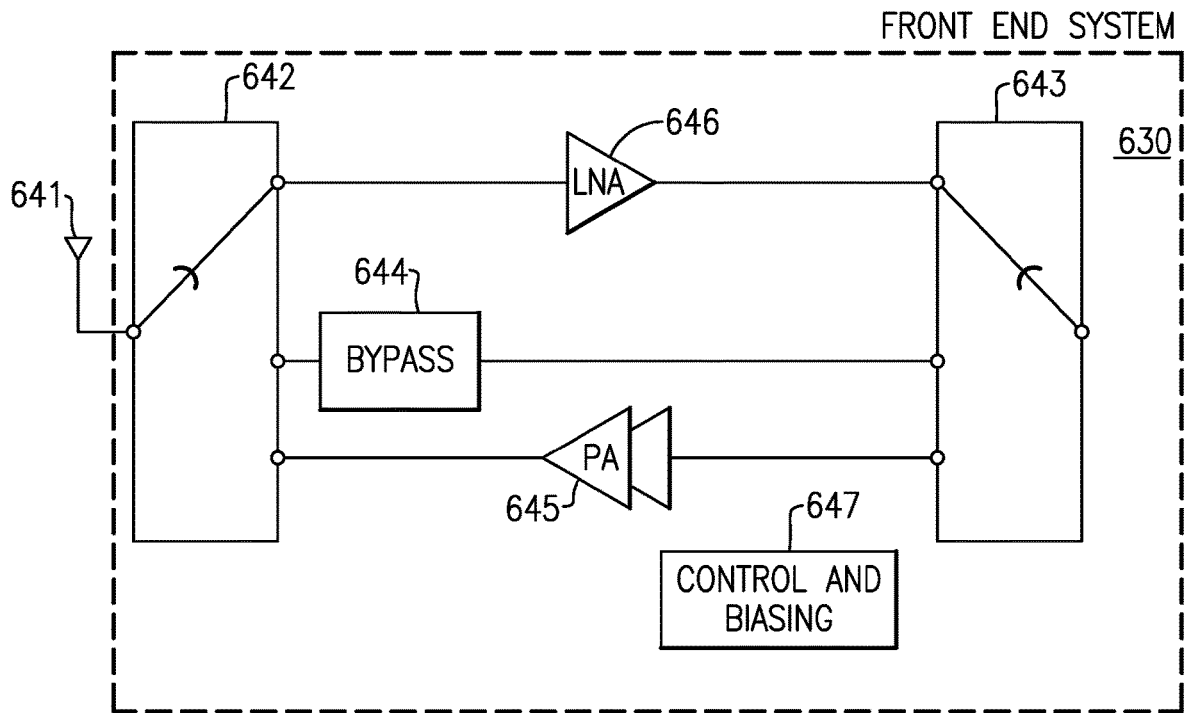 FRONT END SYSTEM
642
643
646
630
LNA
641
644
BYPASS
PA
645
647
CONTROL AND
BIASING